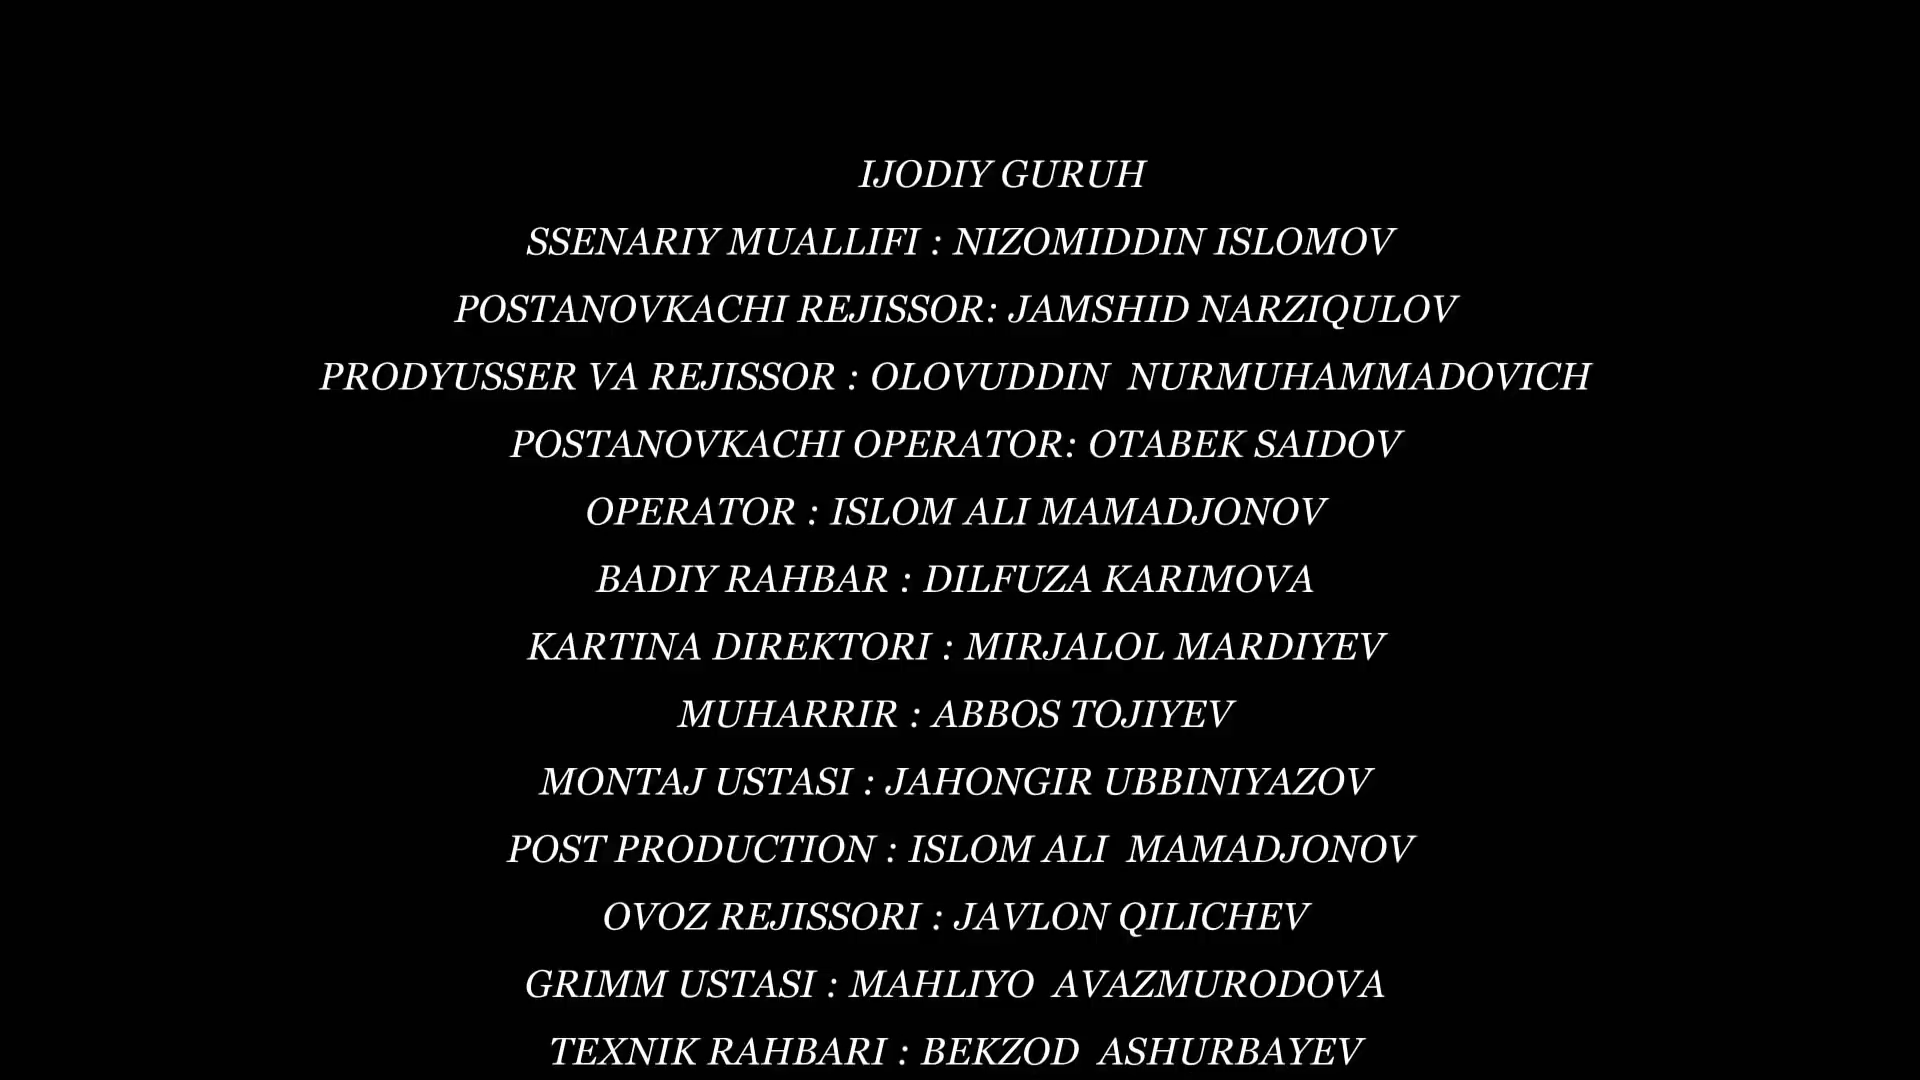 IJODIY GURUH
SSENARIY MUALLIFI : NIZOMIDDIN ISLOMOV
POSTANOVKACHI REJISSOR: JAMSHID NARZIQULOV
PRODYUSSER VA REJISSOR : OLOVUDDIN  NURMUHAMMADOVICH
POSTANOVKACHI OPERATOR: OTABEK SAIDOV
OPERATOR : ISLOM ALI MAMADJONOV
BADIY RAHBAR : DILFUZA KARIMOVA
KARTINA DIREKTORI : MIRJALOL MARDIYEV
MUHARRIR : ABBOS TOJIYEV
MONTAJ USTASI : JAHONGIR UBBINIYAZOV
POST PRODUCTION : ISLOM ALI  MAMADJONOV
OVOZ REJISSORI : JAVLON QILICHEV
GRIMM USTASI : MAHLIYO  AVAZMURODOVA
TEXNIK RAHBARI : BEKZOD  ASHURBAYEV